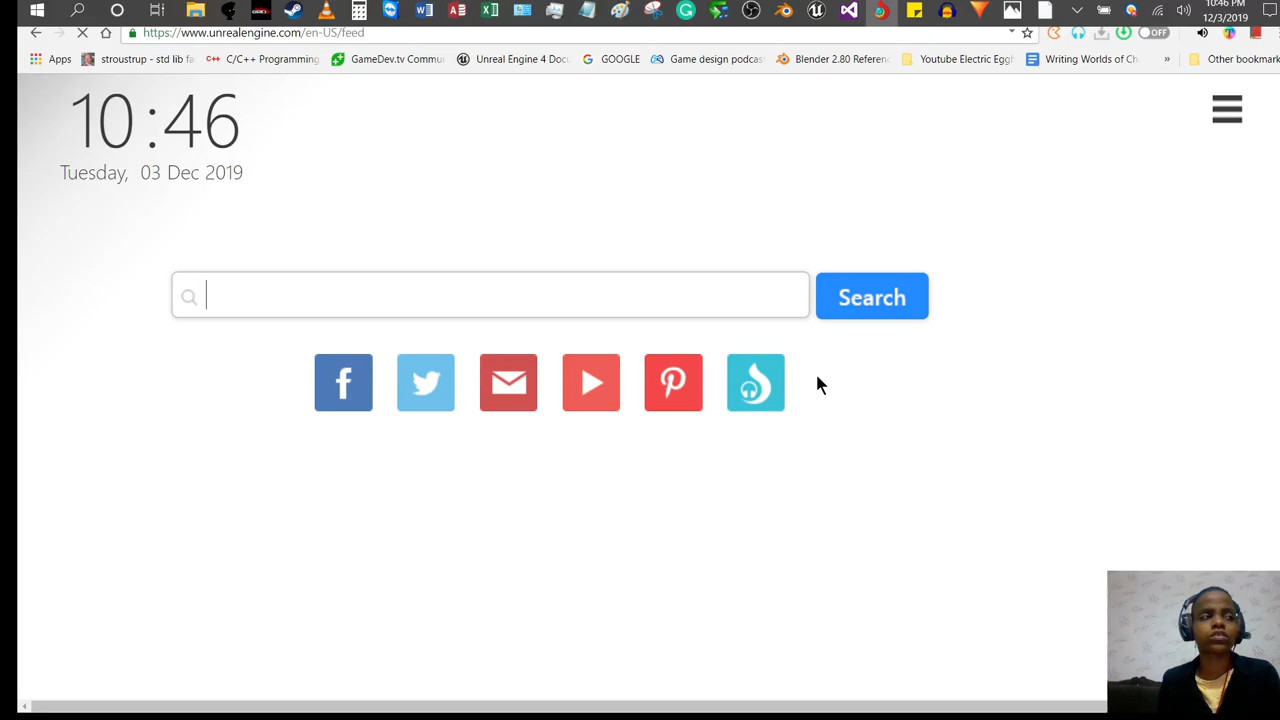 10:46 PM
12/3/2019
https://www.unrealengine.com/en-US/feed
OFF
Apps
stroustrup - std lib fa
C++
C/C++ Programming
GameDev.tv Commu
Unreal Engine 4 Docu
GOOGLE
Game design podcas
Blender 2.80 Referen
Youtube Electric Eggh
Writing Worlds of Ch
»
Other bookmark
10:46
Tuesday, 03 Dec 2019
Search